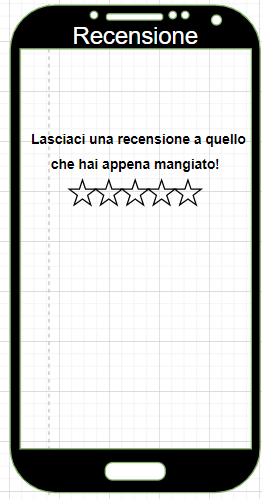 Recensione
Lasciaci una recensione a quello
che hai appena mangiato!